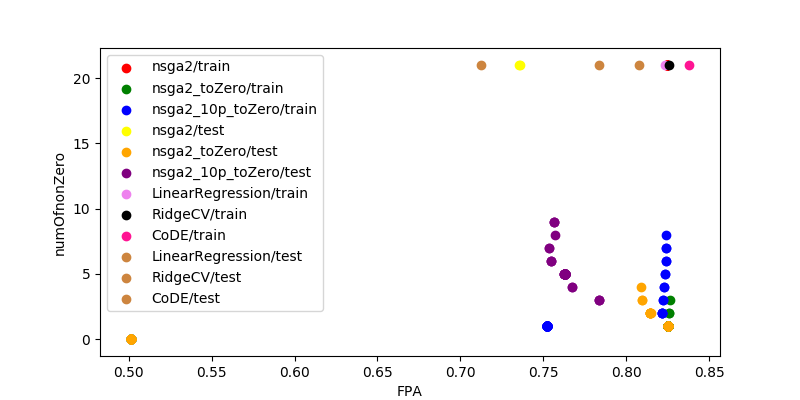 nsga2/train
nsga2_toZero/train
nsga2_10p_toZero/train
nsga2/test
nsga2_toZero/test
nsga2_10p_toZero/test
LinearRegression/train
RidgeCV/train
CoDE/train
LinearRegression/test
RidgeCV/test
CoDE/test
numOfnonZero
20
15
10
5
0
0.50
0.55
0.60
0.65
0.70
0.75
0.80
0.85
FPA